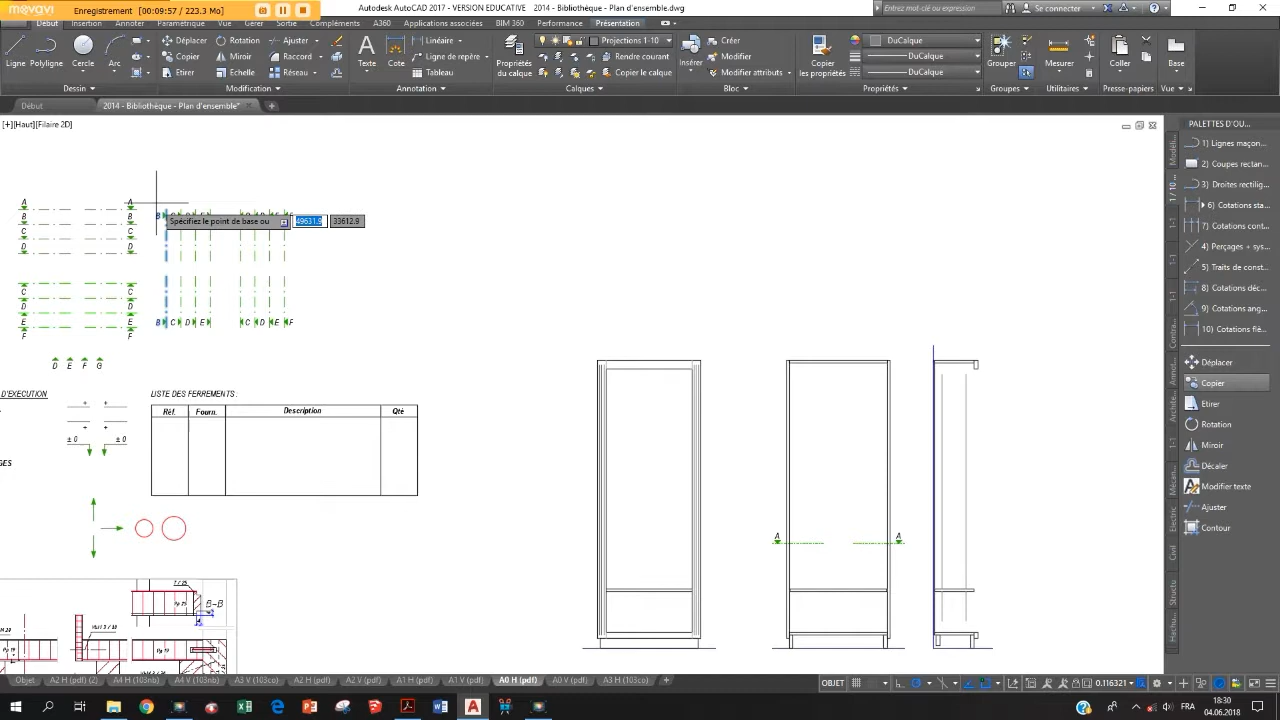 movavi
Enregistrement (00:09:57 / 223.3 Mo)
Autodesk AutoCAD 2017 - VERSION EDUCATIVE 2014 - Bibliothèque - Plan d'ensemble.dwg
Entrez mot-clé ou expression
Se connecter
Début Insertion Annoter Paramétrique Vue Gérer Sortie Compléments A360 Applications associées BIM 360 Performance Présentation
Ligne Polyligne Cercle Arc
Déplacer Rotation Ajuster
Copier Miroir Raccord
Etirer Echelle Réseau
Texte Cote
Linéaire
Ligne de repère
Tableau
Propriétés du calque
Projections 1-10
Rendre courant
Copier le calque
Insérer
Créer
Modifier
Modifier attributs
Copier les propriétés
DuCalque
DuCalque
DuCalque
Grouper
Mesurer
Coller
Base
Dessin Modification Annotation Calques Bloc Propriétés Groupes Utilitaires Presse-papiers Vue
Début 2014 - Bibliothèque - Plan d'ensemble*
[+][Haut][Filaire 2D]
PALETTES D'OU...
1) Lignes maçon...
2) Coupes rectan...
3) Droites rectilig...
6) Cotations sta...
7) Cotations cont...
4) Perçages + sys...
5) Traits de const...
8) Cotations déc...
9) Cotations angle...
10) Cotations flè...
Déplacer
Copier
Etirer
Rotation
Miroir
Décaler
Modifier texte
Ajuster
Contour
A A
B B
C C
D D
C C
D D
E E
F F
Spécifiez le point de base ou 49631.9 33612.9
B C D E C D E F
D E F G
D'EXECUTION
LISTE DES FERREMENTS :
Réf. Fourn. Description Qté
± 0 ± 0
A A
B-B
Objet A2 H (pdf) (2) A4 H (103nb) A4 V (103nb) A3 V (103co) A2 H (pdf) A2 V (pdf) A1 H (pdf) A1 V (pdf) A0 H (pdf) A0 V (pdf) A3 H (103co)
OBJET
0.116321
FRA
18:30
04.06.2018